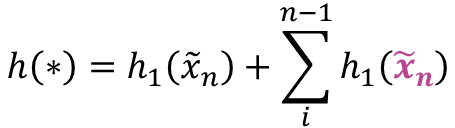 h(∗) = h₁(x̃ₙ) + ∑ᵢⁿ⁻¹ h₁(x̃ₙ)